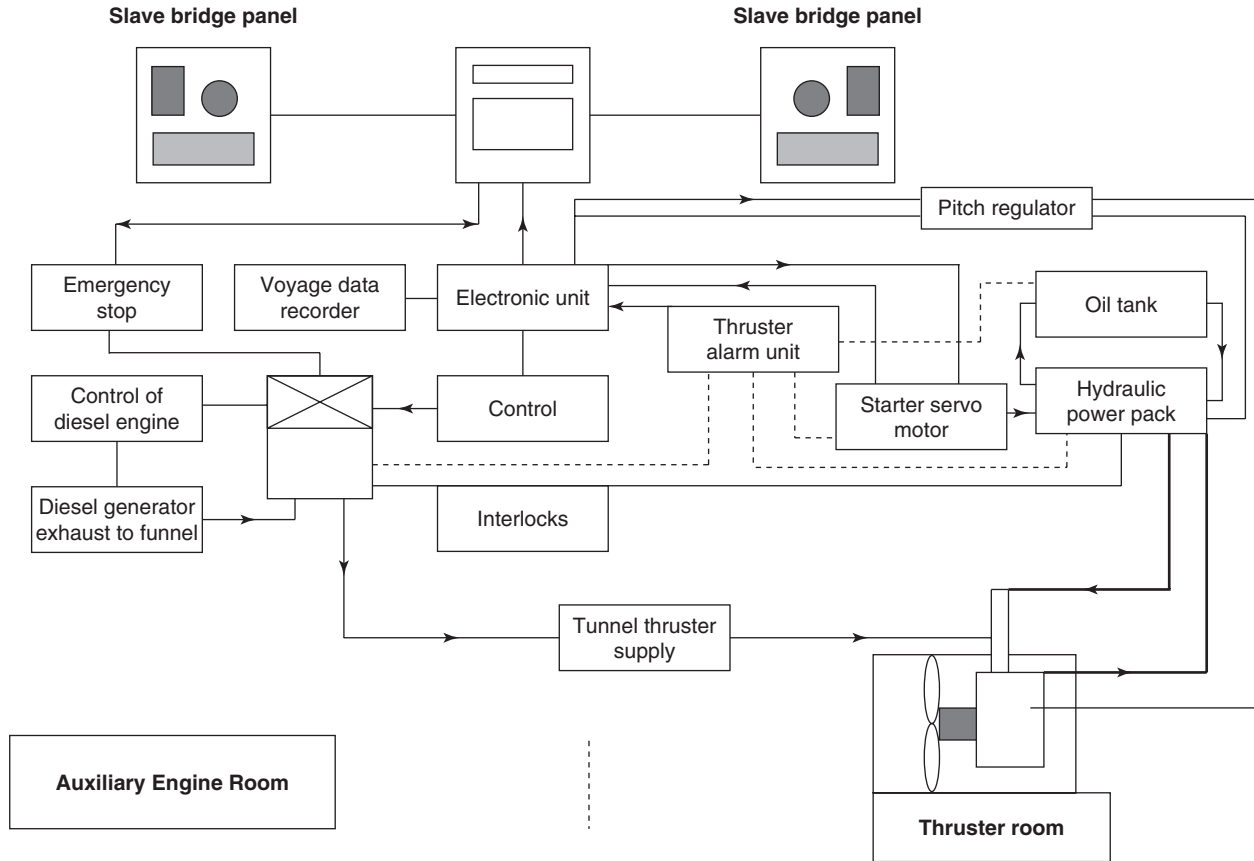 Slave bridge panel
Slave bridge panel
Pitch regulator
Emergency
stop
Voyage data
recorder
Electronic unit
Thruster
alarm unit
Oil tank
Control of
diesel engine
Control
Starter servo
motor
Hydraulic
power pack
Diesel generator
exhaust to funnel
Interlocks
Tunnel thruster
supply
Auxiliary Engine Room
Thruster room